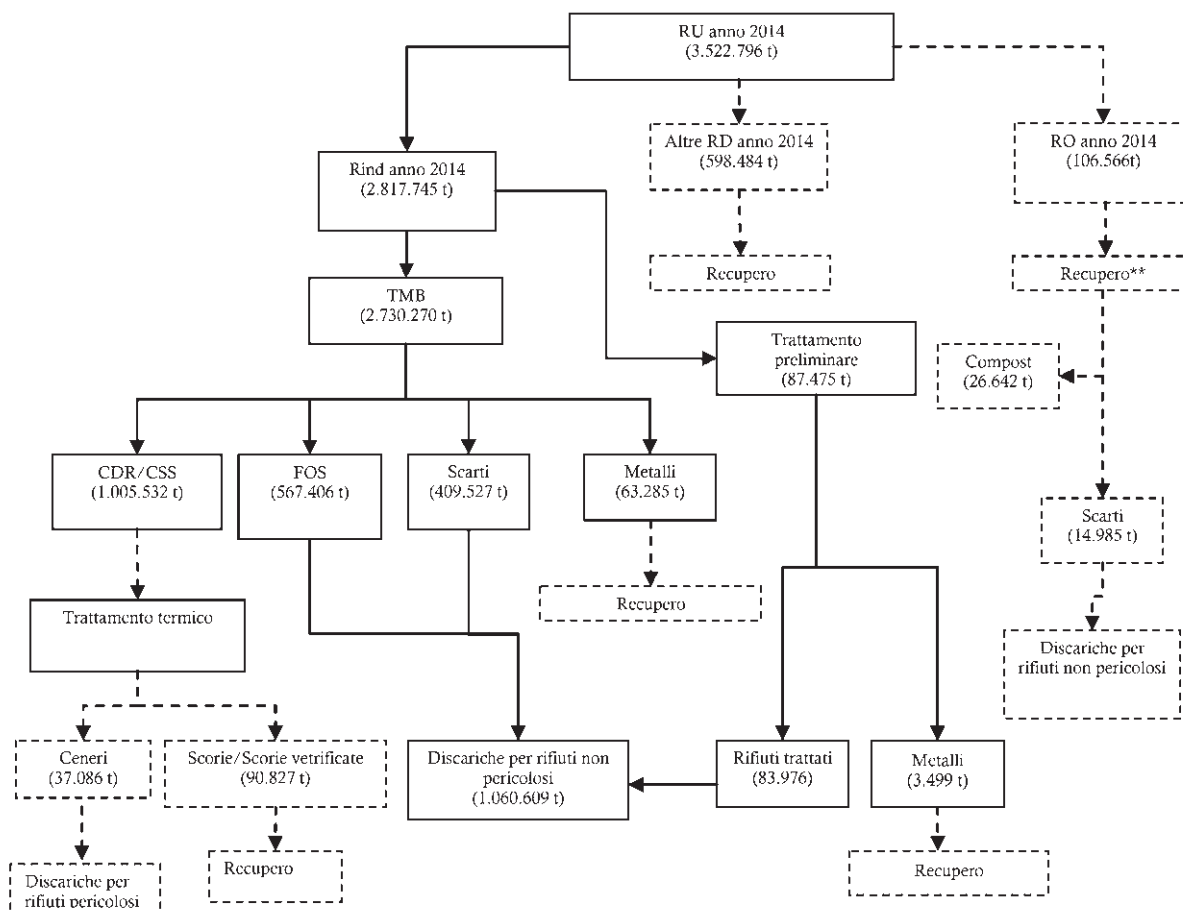 RU anno 2014
(3.522.796 t)
Altre RD anno 2014
(598.484 t)
RO anno 2014
(106.566t)
Rind anno 2014
(2.817.745 t)
Recupero
Recupero**
TMB
(2.730.270 t)
Trattamento
preliminare
(87.475 t)
Compost
(26.642 t)
CDR/CSS
(1.005.532 t)
FOS
(567.406 t)
Scarti
(409.527 t)
Metalli
(63.285 t)
Scarti
(14.985 t)
Recupero
Trattamento termico
Discariche per
rifiuti non pericolosi
Ceneri
(37.086 t)
Scorie/Scorie vetrificate
(90.827 t)
Discariche per rifiuti non
pericolosi
(1.060.609 t)
Rifiuti trattati
(83.976)
Metalli
(3.499 t)
Discariche per
rifiuti pericolosi
Recupero
Recupero